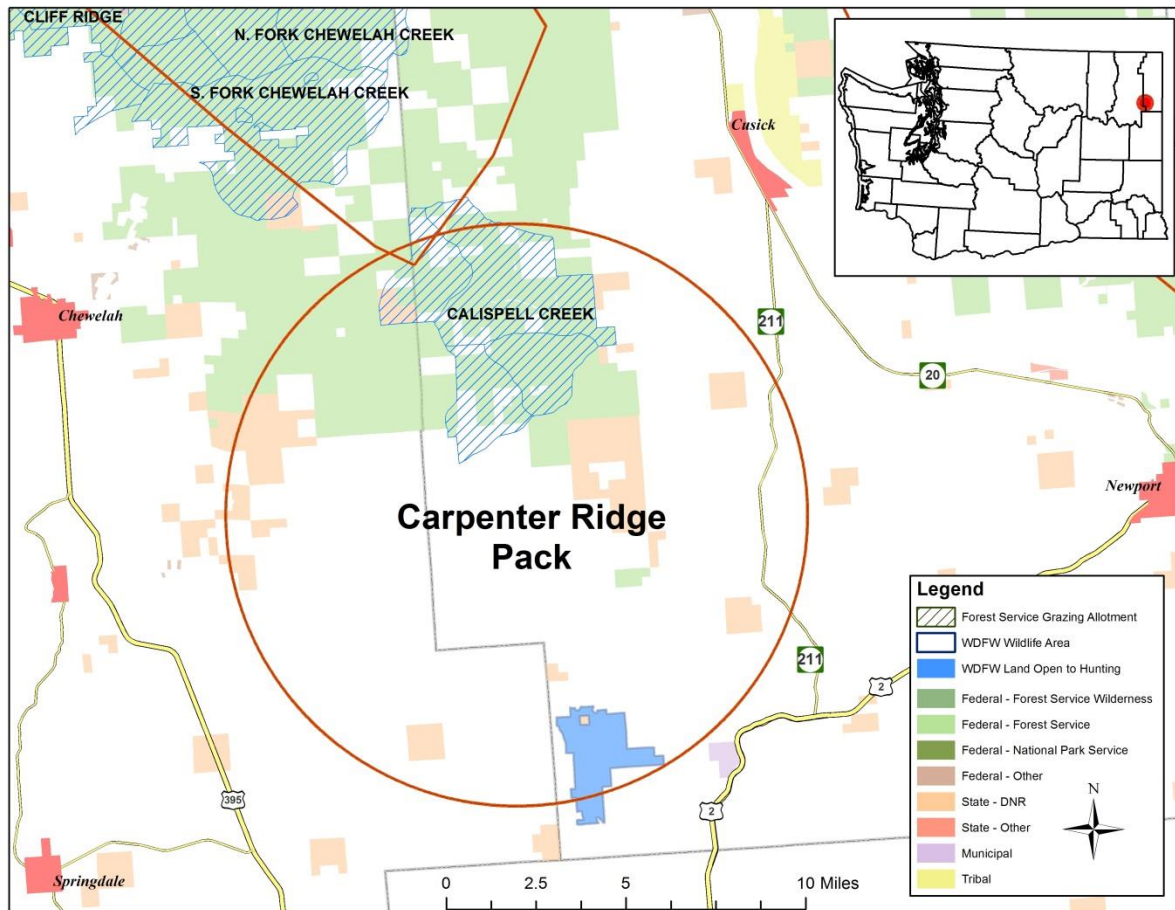 CLIFF RIDGE
N. FORK CHEWELAH CREEK
S. FORK CHEWELAH CREEK
Cusick
Chewelah
CALISPELL CREEK
211
20
Carpenter Ridge
Pack
Newport
211
2
395
2
Springdale
Legend
Forest Service Grazing Allotment
WDFW Wildlife Area
WDFW Land Open to Hunting
Federal - Forest Service Wilderness
Federal - Forest Service
Federal - National Park Service
Federal - Other
State - DNR
State - Other
Municipal
Tribal
N
0 2.5 5 10 Miles